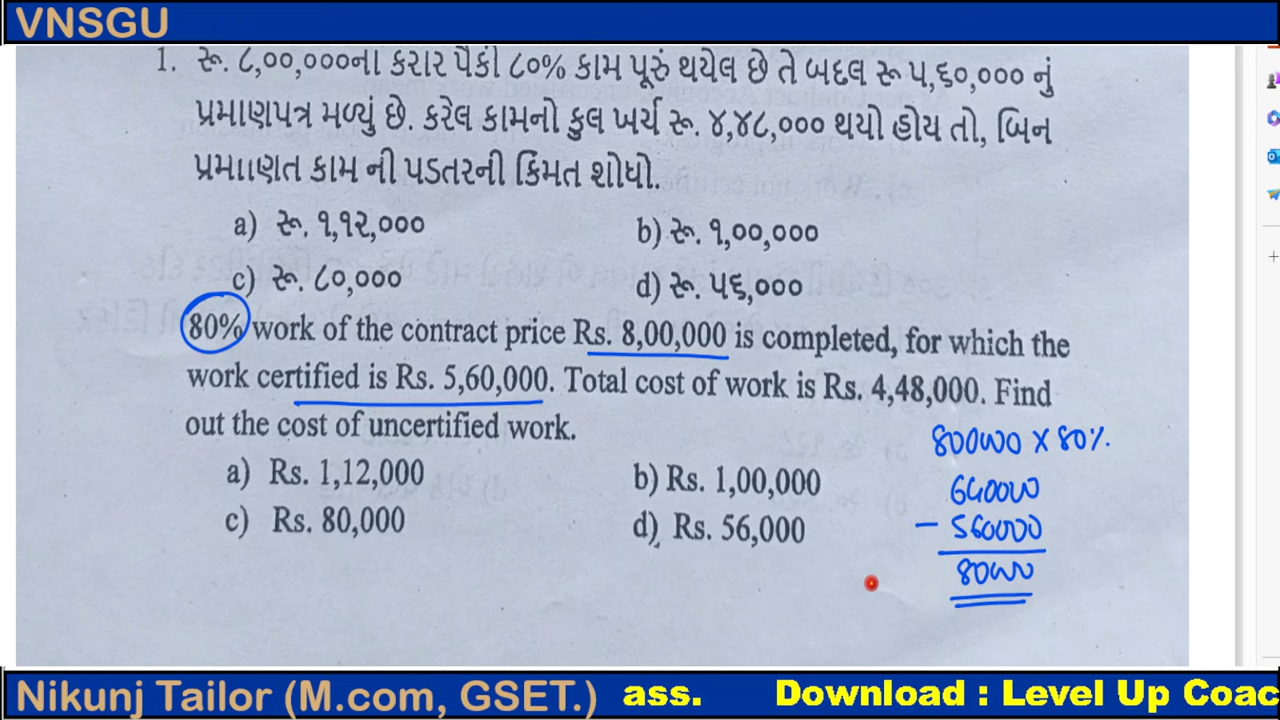 VNSGU
1. રૂ. ૮,૦૦,૦૦૦ના કરાર પૈકી ૮૦% કામ પૂરું થયેલ છે તે બદલ રૂ ૫,૬૦,૦૦૦ નું
પ્રમાણપત્ર મળ્યું છે. કરેલ કામનો કુલ ખર્ચ રૂ. ૪,૪૮,૦૦૦ થયો હોય તો, બિન
પ્રમાણત કામ ની પડતરની કિંમત શોધો.
a) રૂ. ૧,૧૨,૦૦૦ b) રૂ. ૧,૦૦,૦૦૦
c) રૂ. ૮૦,૦૦૦ d) રૂ. ૫૬,૦૦૦
80% work of the contract price Rs. 8,00,000 is completed, for which the
work certified is Rs. 5,60,000. Total cost of work is Rs. 4,48,000. Find
out the cost of uncertified work.
800000 X 80%
a) Rs. 1,12,000 b) Rs. 1,00,000
640000
c) Rs. 80,000 d) Rs. 56,000
- 560000
80000
Nikunj Tailor (M.com, GSET.) ass. Download : Level Up Coac